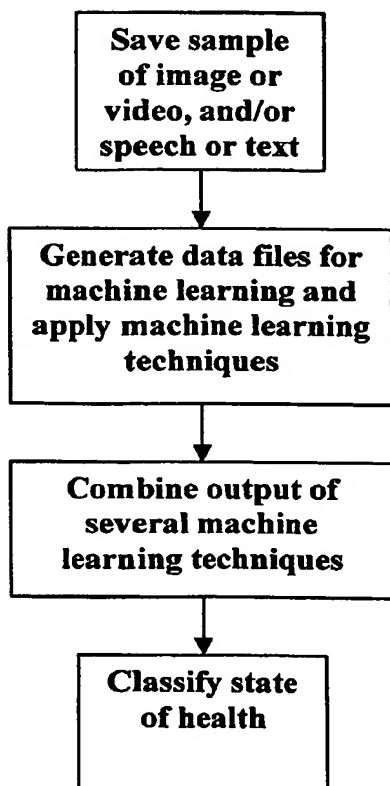 Save sample
of image or
video, and/or
speech or text
Generate data files for
machine learning and
apply machine learning
techniques
Combine output of
several machine
learning techniques
Classify state
of health